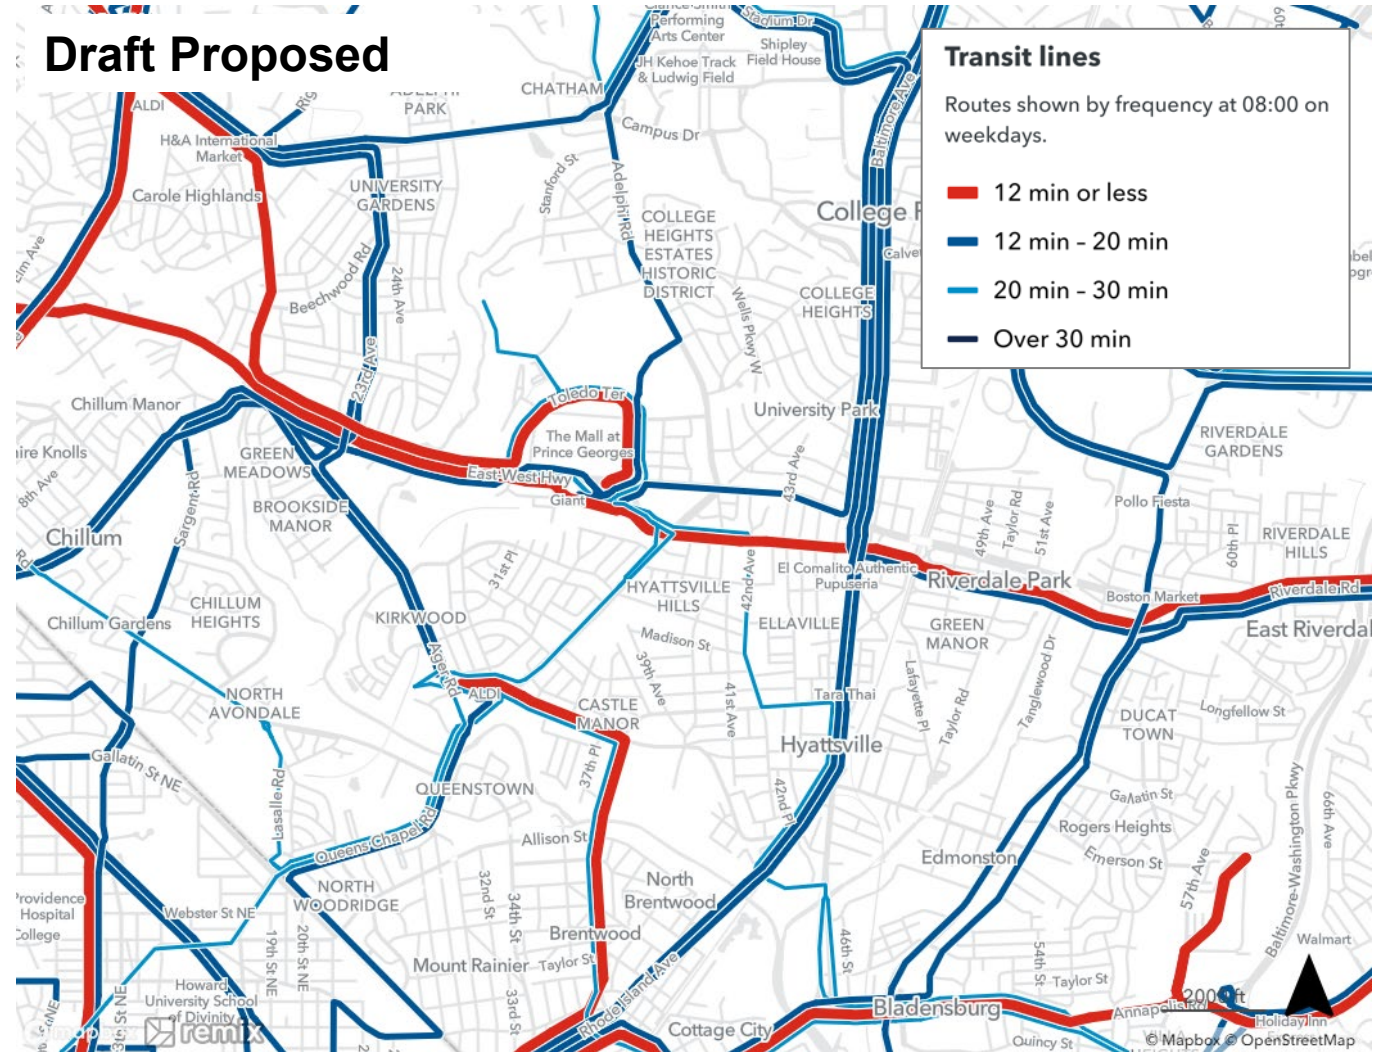 Draft Proposed
Transit lines
Routes shown by frequency at 08:00 on
weekdays.
12 min or less
12 min – 20 min
20 min – 30 min
Over 30 min
Performing
Arts Center
Stadium Dr
Shipley
Field House
JH Kehoe Track
& Ludwig Field
CHATHAM
PARK
ALDI
H&A International
Market
Campus Dr
Baltimore Ave
Carole Highlands
UNIVERSITY
GARDENS
Stanford St
Adelphi Rd
COLLEGE
HEIGHTS
ESTATES
HISTORIC
DISTRICT
College
Beechwood Rd
24th Ave
Wells Pkwy W
COLLEGE
HEIGHTS
23rd Ave
Toledo Ter
Chillum Manor
University Park
The Mall at
Prince Georges
RIVERDALE
GARDENS
GREEN
MEADOWS
East-West Hwy
Giant
8th Ave
Sargent Rd
BROOKSIDE
MANOR
43rd Ave
49th Ave
Taylor Rd
51st Ave
Pollo Fiesta
60th Pl
RIVERDALE
HILLS
Chillum
31st Pl
El Comalito Authentic
Pupuseria
Riverdale Park
Boston Market
Riverdale Rd
HYATTSVILLE
HILLS
42nd Ave
CHILLUM
HEIGHTS
Chillum Gardens
KIRKWOOD
ELLAVILLE
GREEN
MANOR
Madison St
39th Ave
Ager Rd
Lafayette Pl
Taylor Rd
Tanglewood Dr
NORTH
AVONDALE
ALDI
CASTLE
MANOR
41st Ave
Tara Thai
Longfellow St
DUCAT
TOWN
Hyattsville
Gallatin St NE
37th Pl
QUEENSTOWN
42nd Pl
Gallatin St
Baltimore-Washington Pkwy
66th Ave
Lasalle Rd
Queens Chapel Rd
Allison St
Rogers Heights
Emerson St
Edmonston
57th Ave
Providence
Hospital
NORTH
WOODRIDGE
32nd St
34th St
North
Brentwood
Webster St NE
19th St NE
20th St NE
Brentwood
Mount Rainier
Taylor St
46th St
54th St
Taylor St
Walmart
Howard
University School
of Divinity
33rd St
Rhode Island Ave
Cottage City
Bladensburg
Annapolis Rd
Holiday Inn
Quincy St
mapbox
remix
© Mapbox © OpenStreetMap